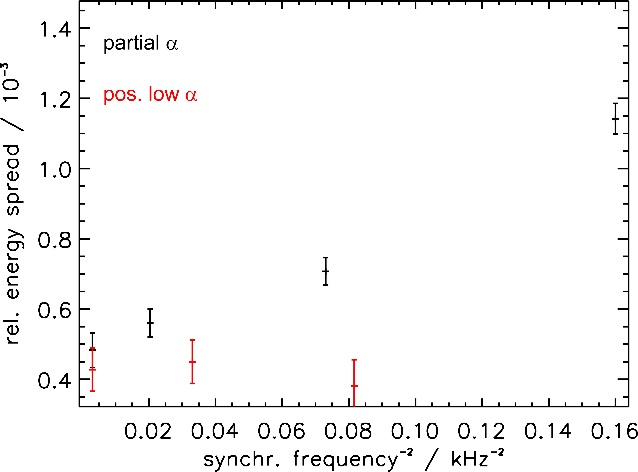 partial α
pos. low α
rel. energy spread / 10⁻³
1.4
1.2
1.0
0.8
0.6
0.4
0.02 0.04 0.06 0.08 0.10 0.12 0.14 0.16
synchr. frequency⁻² / kHz⁻²